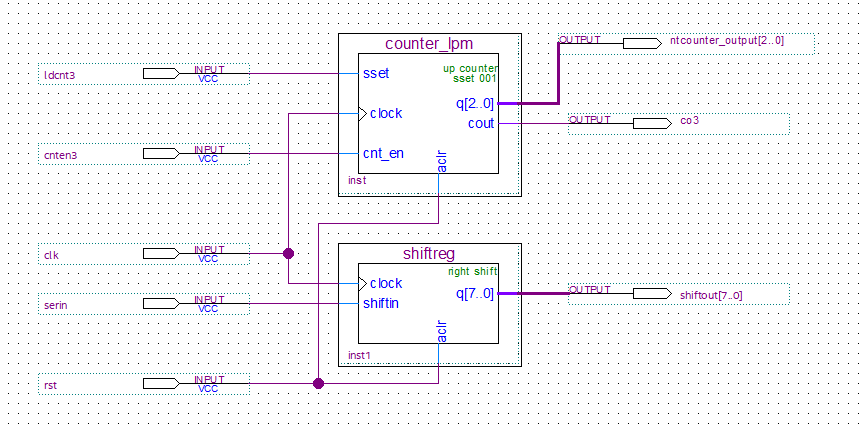 counter_lpm
OUTPUT
ntcounter_output[2..0]
ldcnt3
INPUT
VCC
sset
up counter
sset 001
clock
q[2..0]
cout
OUTPUT
co3
cnten3
INPUT
VCC
cnt_en
aclr
inst
clk
INPUT
VCC
shiftreg
right shift
clock
q[7..0]
OUTPUT
shiftout[7..0]
serin
INPUT
VCC
shiftin
aclr
inst1
rst
INPUT
VCC